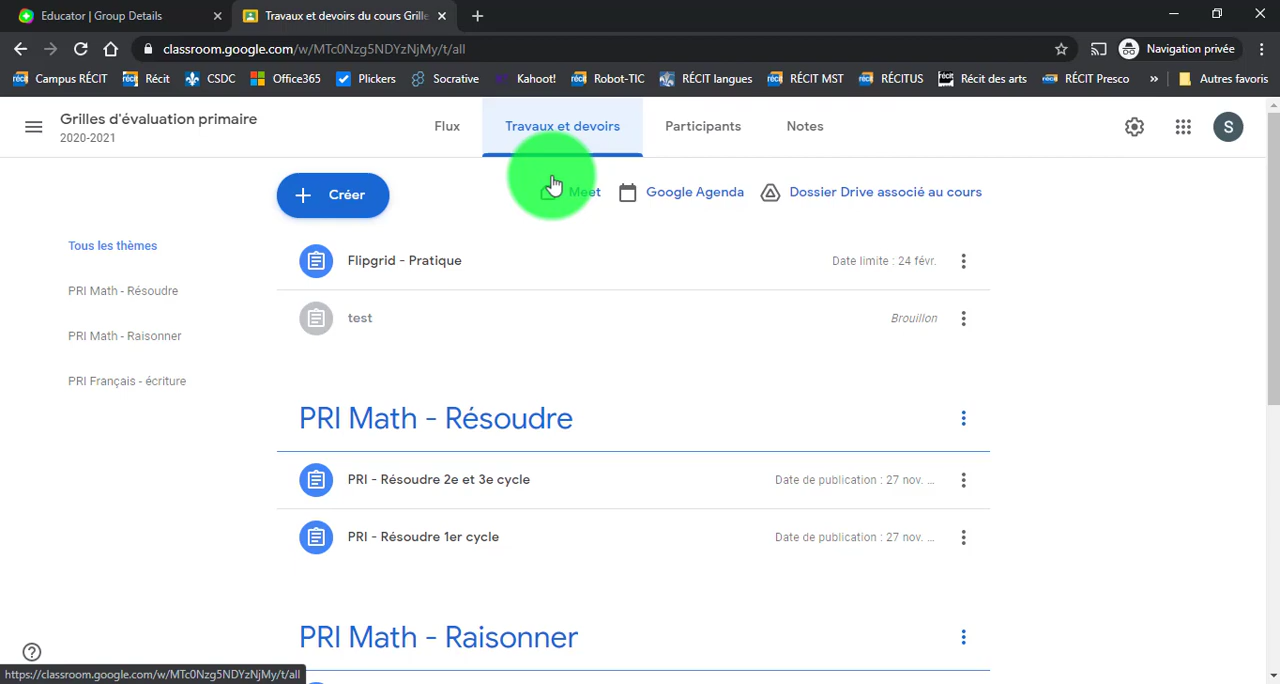 Educator | Group Details
Travaux et devoirs du cours Grille
classroom.google.com/w/MTc0Nzg5NDYzNjMy/t/all
Navigation privée
Campus RÉCIT
Récit
CSDC
Office365
Plickers
Socrative
Kahoot!
Robot-TIC
RÉCIT langues
RÉCIT MST
RÉCITUS
Récit des arts
RÉCIT Presco
»
Autres favoris
Grilles d'évaluation primaire
2020-2021
Flux
Travaux et devoirs
Participants
Notes
S
Créer
Meet
Google Agenda
Dossier Drive associé au cours
Tous les thèmes
PRI Math - Résoudre
PRI Math - Raisonner
PRI Français - écriture
Flipgrid - Pratique
Date limite : 24 févr.
test
Brouillon
PRI Math - Résoudre
PRI - Résoudre 2e et 3e cycle
Date de publication : 27 nov. ...
PRI - Résoudre 1er cycle
Date de publication : 27 nov. ...
PRI Math - Raisonner
https://classroom.google.com/w/MTc0Nzg5NDYzNjMy/t/all